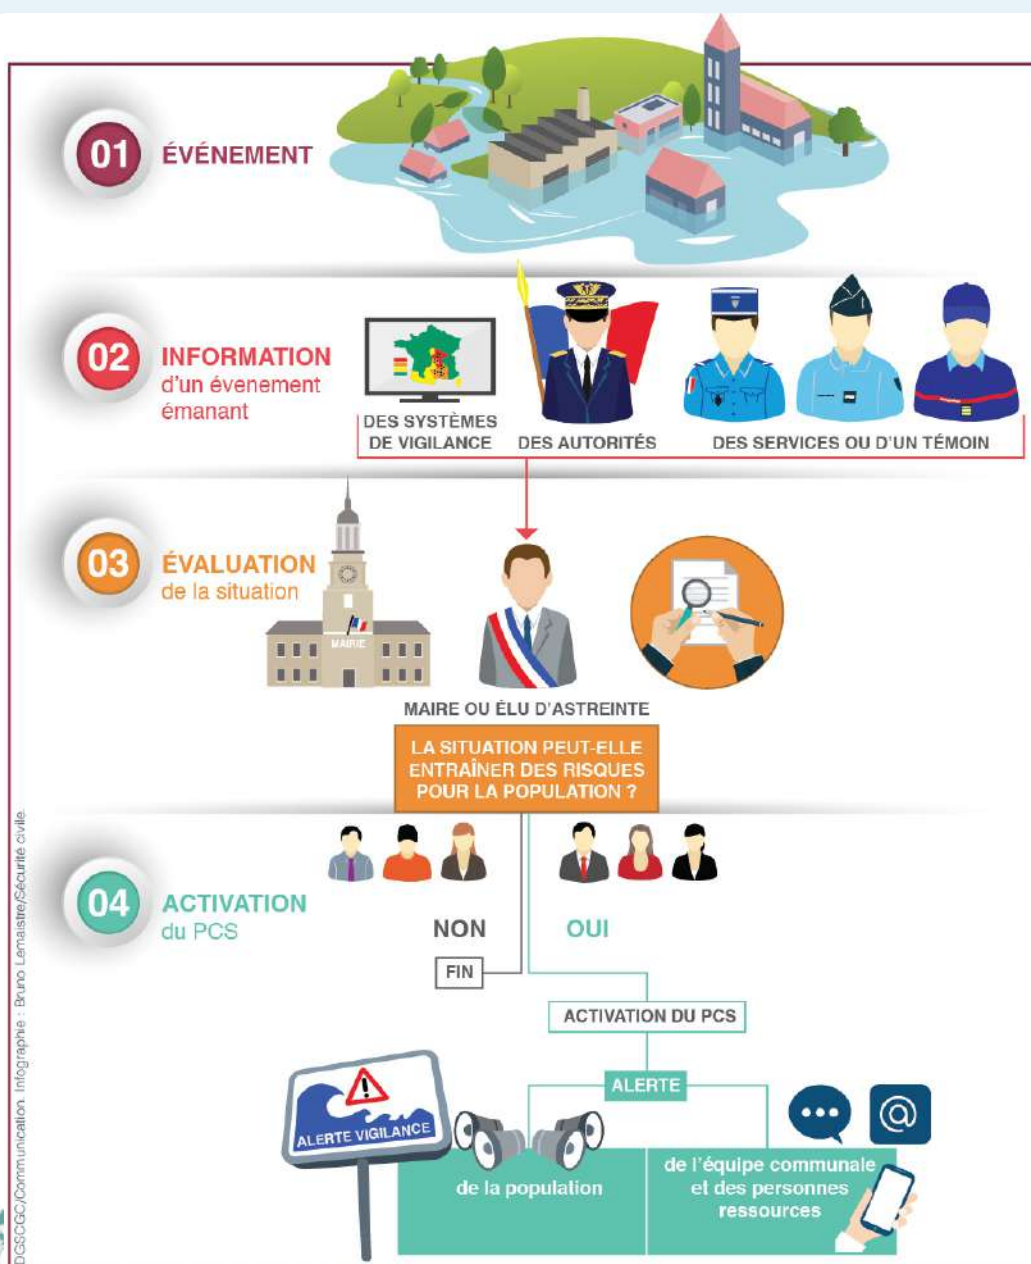 01
ÉVÉNEMENT
02
INFORMATION
d'un évenement
émanant
DES SYSTÈMES
DE VIGILANCE
DES AUTORITÉS
DES SERVICES OU D'UN TÉMOIN
03
ÉVALUATION
de la situation
MAIRIE
MAIRE OU ÉLU D'ASTREINTE
LA SITUATION PEUT-ELLE
ENTRAÎNER DES RISQUES
POUR LA POPULATION ?
04
ACTIVATION
du PCS
NON
OUI
FIN
ACTIVATION DU PCS
ALERTE
ALERTE VIGILANCE
@
de la population
de l'équipe communale
et des personnes
ressources
DGSCGC/Communication. Infographie : Bruno Lemaistre/Sécurité civile.